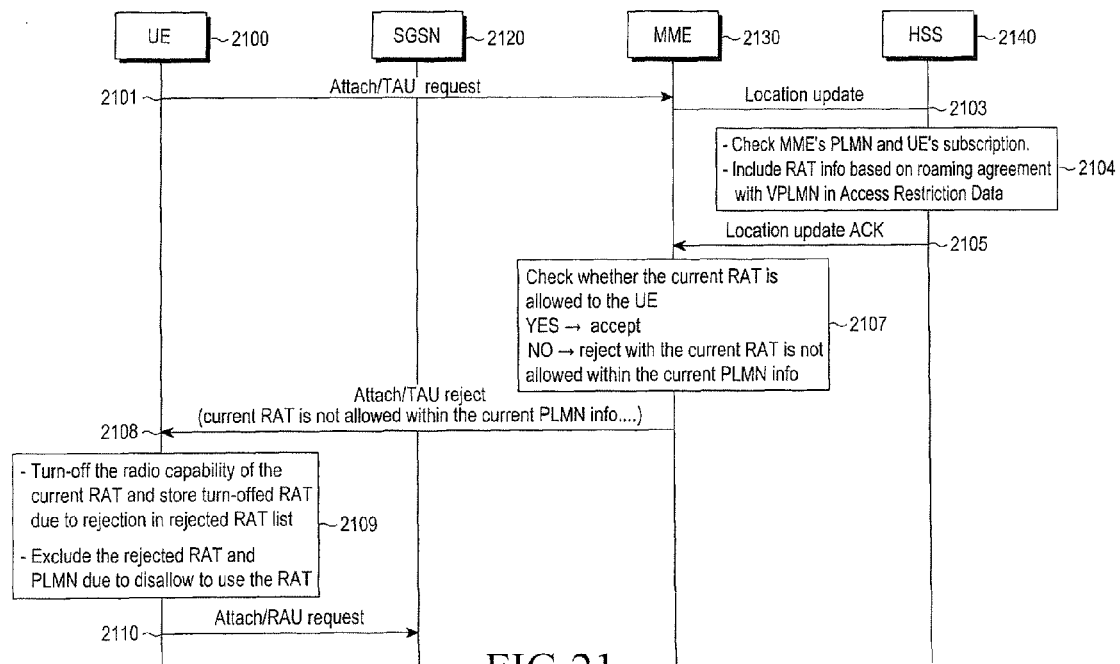 UE
2100
SGSN
2120
MME
2130
HSS
2140
Attach/TAU request
2101
Location update
2103
- Check MME's PLMN and UE's subscription.
- Include RAT info based on roaming agreement
with VPLMN in Access Restriction Data
2104
Location update ACK
2105
Check whether the current RAT is
allowed to the UE
YES → accept
NO → reject with the current RAT is not
allowed within the current PLMN info
2107
Attach/TAU reject
(current RAT is not allowed within the current PLMN info....)
2108
- Turn-off the radio capability of the
current RAT and store turn-offed RAT
due to rejection in rejected RAT list
- Exclude the rejected RAT and
PLMN due to disallow to use the RAT
2109
Attach/RAU request
2110
FIG.21